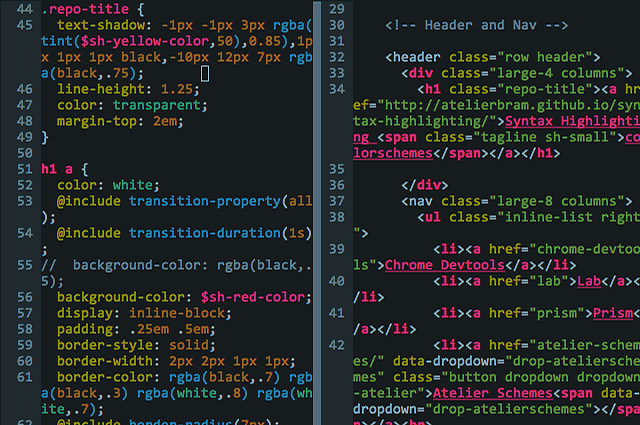 44 .repo-title {
45 text-shadow: -1px -1px 3px rgba(
tint($sh-yellow-color,50),0.85),1p
x 1px 1px black,-10px 12px 7px rgb
a(black,.75);
46 line-height: 1.25;
47 color: transparent;
48 margin-top: 2em;
49 }
50
51 h1 a {
52 color: white;
53 @include transition-property(all
);
54 @include transition-duration(1s)
;
55 // background-color: rgba(black,.
5);
56 background-color: $sh-red-color;
57 display: inline-block;
58 padding: .25em .5em;
59 border-style: solid;
60 border-width: 2px 2px 1px 1px;
61 border-color: rgba(black,.7) rgb
a(black,.3) rgba(white,.8) rgba(wh
ite,.7);
62 @include border-radius(7px);
29
30 <!-- Header and Nav -->
31
32 <header class="row header">
33 <div class="large-4 columns">
34 <h1 class="repo-title"><a hr
ef="http://atelierbram.github.io/syn
tax-highlighting/">Syntax Highlighti
ng <span class="tagline sh-small">co
lorschemes</span></a></h1>
35
36 </div>
37 <nav class="large-8 columns">
38 <ul class="inline-list right
">
39 <li><a href="chrome-devtoo
ls">Chrome Devtools</a></li>
40 <li><a href="lab">Lab</a><
/li>
41 <li><a href="prism">Prism<
/a></li>
42 <li><a href="atelier-schem
es/" data-dropdown="drop-atelierschem
mes" class="button dropdown dropdown
-atelier">Atelier Schemes<span data-
dropdown="drop-atelierschemes"></spa
n></a><br>